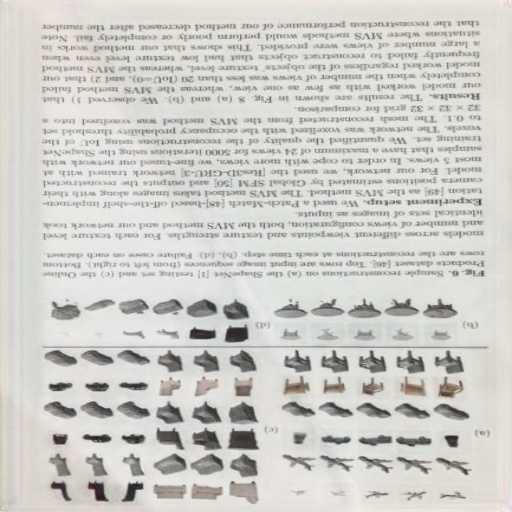 (a)
(c)
(b)
(d)
Fig. 6. Sample reconstructions on (a) the ShapeNet [1] testing set and (c) the Online
Products dataset [46]. Top rows are input image sequences (from left to right). Bottom
rows are the reconstructions at each time step. (b), (d): Failure cases on each dataset.
models across different viewpoints and texture strengths. For each texture level
and number of views configuration, both the MVS method and our network took
identical sets of images as inputs.
Experiment setup. We used a Patch-Match [48]-based off-the-shelf implemen-
tation [49] as the MVS method. The MVS method takes images along with their
camera positions estimated by Global SFM [50] and outputs the reconstructed
model. For our network, we used the [Res3D-GRU-3] network trained with at
most 5 views. In order to cope with more views, we fine-tuned our network with
samples that have a maximum of 24 views for 5000 iterations using the ShapeNet
training set. We quantified the quality of the reconstructions using IoU of the
voxels. The network was voxelized with the occupancy probability threshold set
to 0.1. The mesh reconstructed from the MVS method was voxelized into a
32 × 32 × 32 grid for comparison.
Results. The results are shown in Fig. 8 (a) and (b). We observed 1) that
our model worked with as few as one view, whereas the MVS method failed
completely when the number of views was less than 20 (IoU=0), and 2) that our
model worked regardless of the objects' texture level, whereas the MVS method
frequently failed to reconstruct objects that had low texture level even when
a large number of views were provided. This shows that our method works in
situations where MVS methods would perform poorly or completely fail. Note
that the reconstruction performance of our method decreased after the number